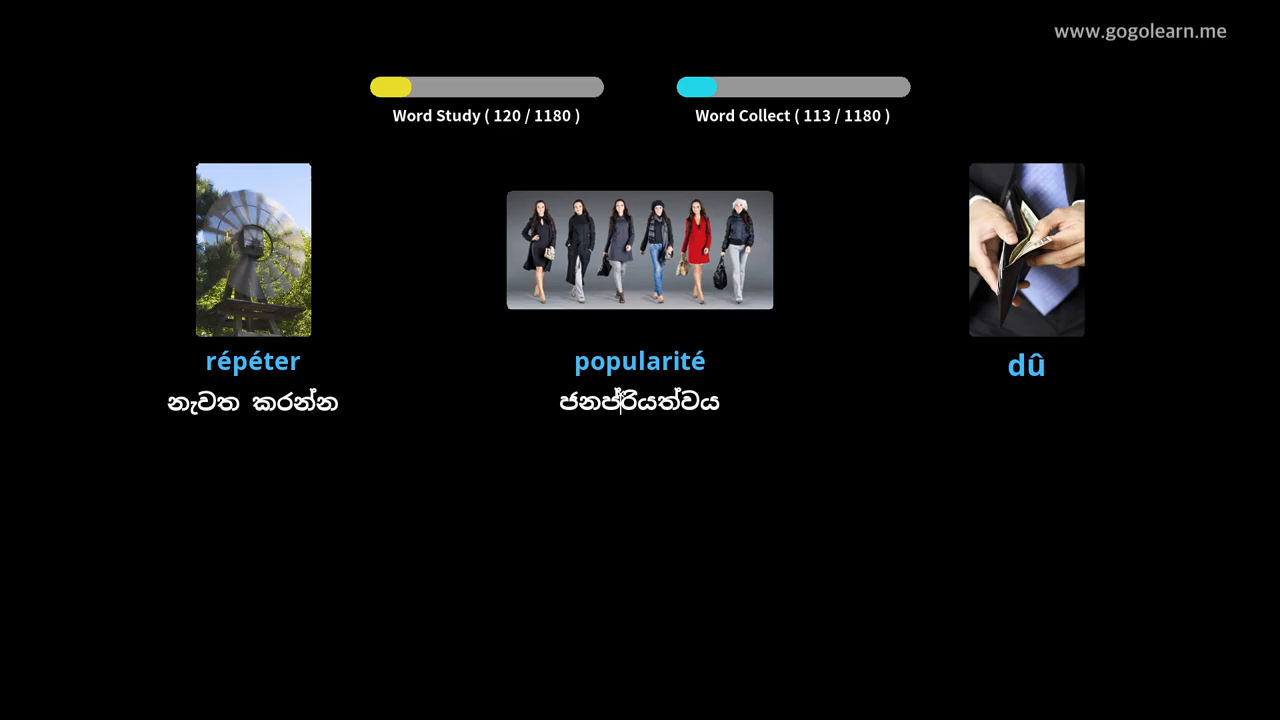 www.gogolearn.me
Word Study ( 120 / 1180 )
Word Collect ( 113 / 1180 )
répéter
popularité
dû
නැවත කරන්න
ජනප්රියත්වය